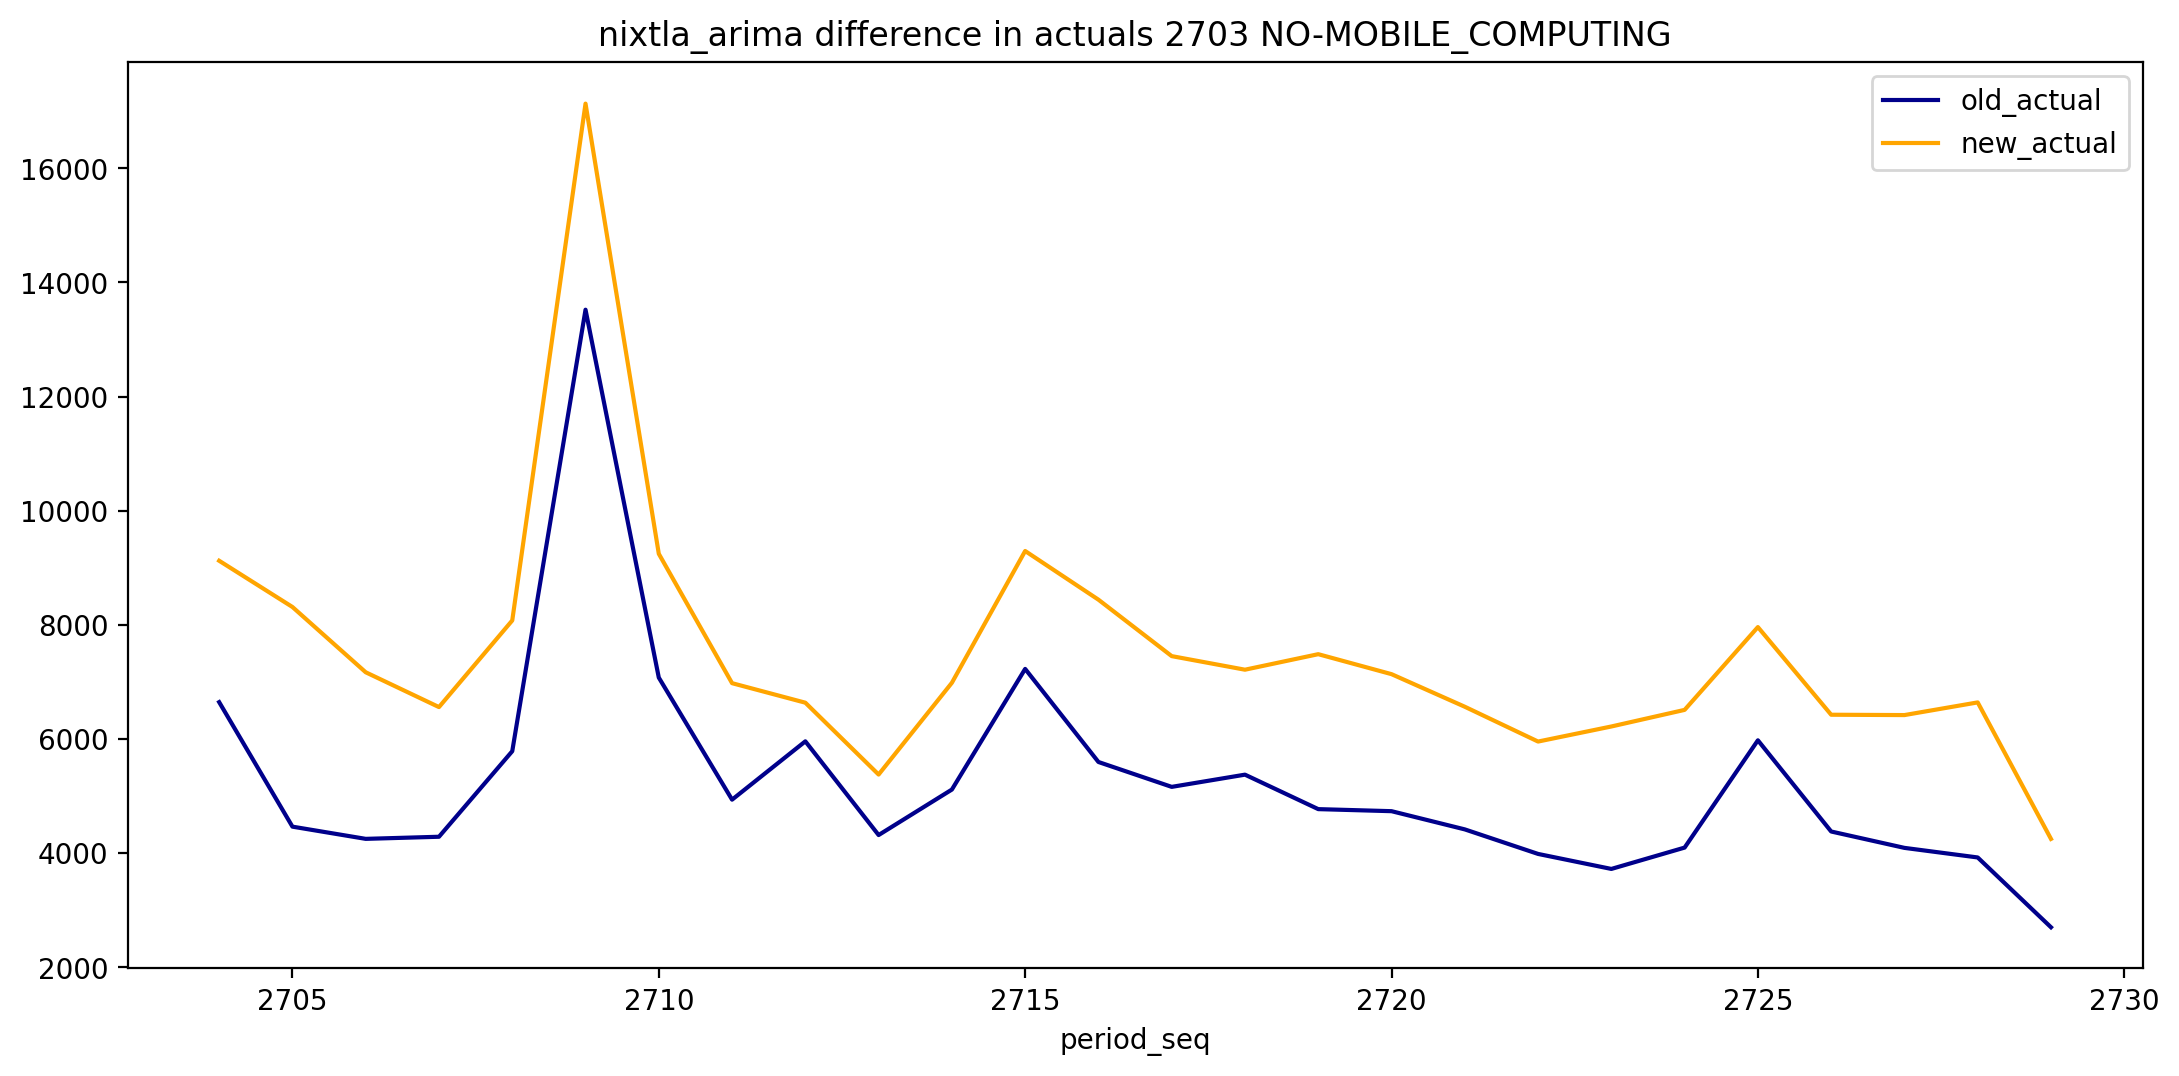 nixtla_arima difference in actuals 2703 NO-MOBILE_COMPUTING
old_actual
new_actual
16000
14000
12000
10000
8000
6000
4000
2000
2705 2710 2715 2720 2725 2730
period_seq